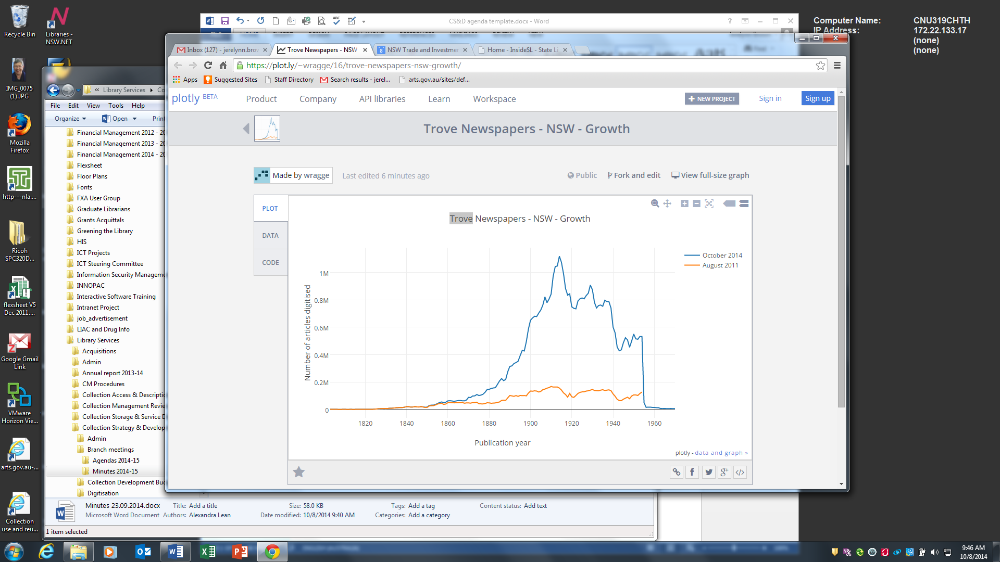 Recycle Bin
Libraries -
NSW.NET
IMG_0075
(1).JPG
Mozilla
Firefox
http---nla....
Ricoh
SPC320D...
flexsheet V5
Dec 2011....
Google Gmail
Link
VMware
Horizon Vie...
arts.gov.au-...
Collection
use and reu...
CS&D agenda template.docx - Word
Computer Name: CNU319CHTH
IP Address: 172.22.133.17
(none)
(none)
Inbox (127) - jerelynn.brow
Trove Newspapers - NSW
NSW Trade and Investmen
Home - InsideSL - State Li
https://plot.ly/~wragge/16/trove-newspapers-nsw-growth/
Apps
Suggested Sites
Staff Directory
Search results - jerel...
arts.gov.au/sites/def...
plotly BETA
Product
Company
API libraries
Learn
Workspace
NEW PROJECT
Sign in
Sign up
Trove Newspapers - NSW - Growth
Made by wragge
Last edited 6 minutes ago
Public
Fork and edit
View full-size graph
PLOT
DATA
CODE
Trove Newspapers - NSW - Growth
October 2014
August 2011
Number of articles digitised
1M
0.8M
0.6M
0.4M
0.2M
0
1820 1840 1860 1880 1900 1920 1940 1960
Publication year
plotly - data and graph »
« Library Services ▸ Co
File Edit View Tools Help
Organize Open Print
Financial Management 2012 - 20
Financial Management 2013 - 20
Financial Management 2014 - 20
Flexsheet
Floor Plans
Fonts
FXA User Group
Graduate Librarians
Grants Acquittals
Greening the Library
HIS
ICT Projects
ICT Steering Committee
Information Security Manageme
INNOPAC
Interactive Software Training
Intranet Project
job_advertisement
LIAC and Drug Info
Library Services
Acquisitions
Admin
Annual report 2013-14
CM Procedures
Collection Access & Descriptio
Collection Management Revie
Collection Storage & Service D
Collection Strategy & Develop
Admin
Branch meetings
Agendas 2014-15
Minutes 2014-15
Collection Development Bud
Digitisation
Minutes 23.09.2014.docx Title: Add a title Size: 58.0 KB Tags: Add a tag Content status: Add text
Microsoft Word Document Authors: Alexandra Lean Date modified: 10/8/2014 9:40 AM Categories: Add a category
1 item selected
9:46 AM
10/8/2014